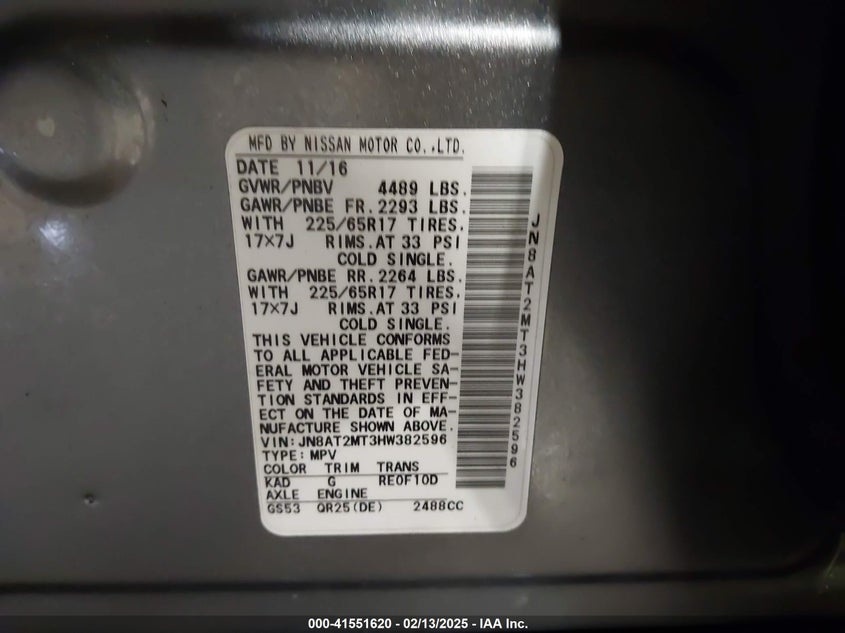 MFD BY NISSAN MOTOR CO.,LTD.
DATE 11/16
GVWR/PNBV 4489 LBS.
GAWR/PNBE FR. 2293 LBS.
WITH 225/65R17 TIRES.
17×7J RIMS.AT 33 PSI
COLD SINGLE.
GAWR/PNBE RR. 2264 LBS.
WITH 225/65R17 TIRES.
17×7J RIMS.AT 33 PSI
COLD SINGLE.
THIS VEHICLE CONFORMS
TO ALL APPLICABLE FED-
ERAL MOTOR VEHICLE SA-
FETY AND THEFT PREVEN-
TION STANDARDS IN EFF-
ECT ON THE DATE OF MA-
NUFACTURE SHOWN ABOVE.
VIN:JN8AT2MT3HW382596
TYPE:MPV
COLOR TRIM TRANS
KAD G RE0F10D
AXLE ENGINE
GS53 QR25(DE) 2488CC
JN8AT2MT3HW382596
000-41551620 — 02/13/2025 — IAA Inc.